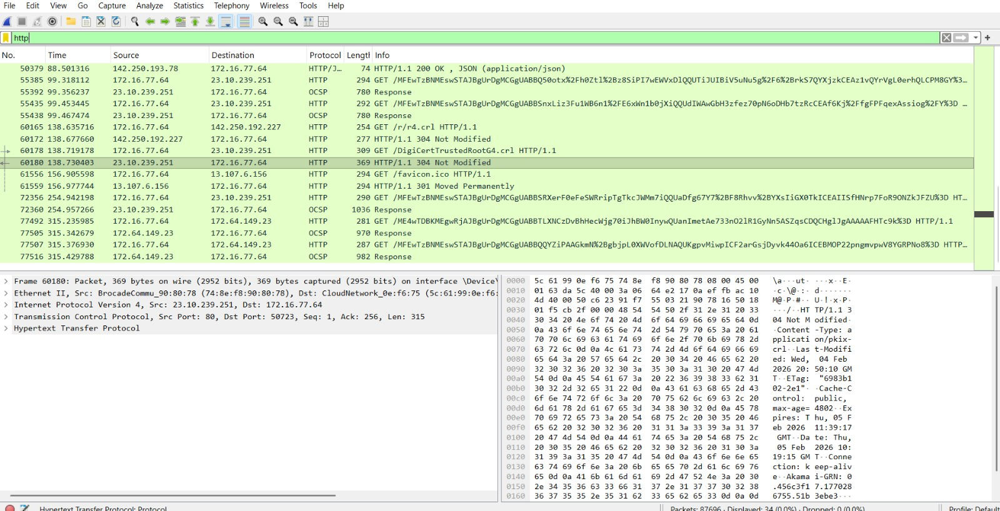 File Edit View Go Capture Analyze Statistics Telephony Wireless Tools Help
http
No. Time Source Destination Protocol Lengtl Info
50379 88.501316 142.250.193.78 172.16.77.64 HTTP/J… 74 HTTP/1.1 200 OK , JSON (application/json)
55385 99.318112 172.16.77.64 23.10.239.251 HTTP 294 GET /MFEwTzBNMEswSTAJBgUrDgMCGgUABBQ50otx%2Fh0Ztl%2Bz8SiPI7wEWVxDlQQUTiJUIBiV5uNu5g%2F6%2BrkS7QYXjzkCEAz1vQYrVgL0erhQLCPM8GY%3…
55392 99.356237 23.10.239.251 172.16.77.64 OCSP 780 Response
55435 99.453445 172.16.77.64 23.10.239.251 HTTP 292 GET /MFEwTzBNMEswSTAJBgUrDgMCGgUABBSnxLiz3Fu1WB6n1%2FE6xWn1b0jXiQQUdIWAwGbH3zfez70pN6oDHb7tzRcCEAf6Kj%2FfgFPFqexAssiog%2FY%3D …
55438 99.467474 23.10.239.251 172.16.77.64 OCSP 780 Response
60165 138.635716 172.16.77.64 142.250.192.227 HTTP 254 GET /r/r4.crl HTTP/1.1
60172 138.677660 142.250.192.227 172.16.77.64 HTTP 277 HTTP/1.1 304 Not Modified
60178 138.719178 172.16.77.64 23.10.239.251 HTTP 309 GET /DigiCertTrustedRootG4.crl HTTP/1.1
60180 138.730403 23.10.239.251 172.16.77.64 HTTP 369 HTTP/1.1 304 Not Modified
61556 156.905598 172.16.77.64 13.107.6.156 HTTP 294 GET /favicon.ico HTTP/1.1
61559 156.977744 13.107.6.156 172.16.77.64 HTTP 294 HTTP/1.1 301 Moved Permanently
72356 254.942198 172.16.77.64 23.10.239.251 HTTP 290 GET /MFEwTzBNMEswSTAJBgUrDgMCGgUABBSRXerF0eFeSWRripTgTkcJWMm7iQQUaDfg67Y7%2BF8Rhvv%2BYXsIiGX0TkICEAIISfHNrp7FoR9ONZkJFZU%3D HT…
72360 254.957266 23.10.239.251 172.16.77.64 OCSP 1036 Response
77492 315.235985 172.16.77.64 172.64.149.23 HTTP 281 GET /ME4wTDBKMEgwRjAJBgUrDgMCGgUABBTLXNCzDvBhHecWjg70iJhBW0InywQUanImetAe733nO2lR1GyNn5ASZqsCDQCHglJgAAAAAFHTc9k%3D HTTP/1.1
77505 315.342679 172.64.149.23 172.16.77.64 OCSP 970 Response
77507 315.376930 172.16.77.64 172.64.149.23 HTTP 287 GET /MFEwTzBNMEswSTAJBgUrDgMCGgUABBQQYZiPAAGkmN%2BgbjpL0XWVofDLNAQUKgpvMiwpICF2arGsjDyvk44Oa6ICEBMOP22pngmvpwV8YGRPNo8%3D HTTP…
77516 315.429788 172.64.149.23 172.16.77.64 OCSP 982 Response
Frame 60180: Packet, 369 bytes on wire (2952 bits), 369 bytes captured (2952 bits) on interface \Device\
Ethernet II, Src: BrocadeCommu_90:80:78 (74:8e:f8:90:80:78), Dst: CloudNetwork_0e:f6:75 (5c:61:99:0e:f6:
Internet Protocol Version 4, Src: 23.10.239.251, Dst: 172.16.77.64
Transmission Control Protocol, Src Port: 80, Dst Port: 50723, Seq: 1, Ack: 256, Len: 315
Hypertext Transfer Protocol
0000 5c 61 99 0e f6 75 74 8e f8 90 80 78 08 00 45 00 \a···ut· ···x··E·
0010 01 63 da 5c 40 00 3a 06 64 e2 17 0a ef fb ac 10 ·c·\@·:· d·······
0020 4d 40 00 50 c6 23 91 f7 55 03 21 90 78 16 50 18 M@·P·#·· U·!·x·P·
0030 01 f5 cb 2f 00 00 48 54 54 50 2f 31 2e 31 20 33 ···/··HT TP/1.1 3
0040 30 34 20 4e 6f 74 20 4d 6f 64 69 66 69 65 64 0d 04 Not M odified·
0050 0a 43 6f 6e 74 65 6e 74 2d 54 79 70 65 3a 20 61 ·Content -Type: a
0060 70 70 6c 69 63 61 74 69 6f 6e 2f 70 6b 69 78 2d pplicati on/pkix-
0070 63 72 6c 0d 0a 4c 61 73 74 2d 4d 6f 64 69 66 69 crl··Las t-Modifi
0080 65 64 3a 20 57 65 64 2c 20 30 34 20 46 65 62 20 ed: Wed, 04 Feb
0090 32 30 32 36 20 32 30 3a 35 30 3a 31 30 20 47 4d 2026 20: 50:10 GM
00a0 54 0d 0a 45 54 61 67 3a 20 22 36 39 38 33 62 31 T··ETag: "6983b1
00b0 30 32 2d 32 65 31 22 0d 0a 43 61 63 68 65 2d 43 02-2e1"· ·Cache-C
00c0 6f 6e 74 72 6f 6c 3a 20 70 75 62 6c 69 63 2c 20 ontrol: public,
00d0 6d 61 78 2d 61 67 65 3d 34 38 30 32 0d 0a 45 78 max-age= 4802··Ex
00e0 70 69 72 65 73 3a 20 54 68 75 2c 20 30 35 20 46 pires: T hu, 05 F
00f0 65 62 20 32 30 32 36 20 31 31 3a 33 39 3a 31 37 eb 2026 11:39:17
0100 20 47 4d 54 0d 0a 44 61 74 65 3a 20 54 68 75 2c GMT··Da te: Thu,
0110 20 30 35 20 46 65 62 20 32 30 32 36 20 31 30 3a 05 Feb 2026 10:
0120 31 39 3a 31 35 20 47 4d 54 0d 0a 43 6f 6e 6e 65 19:15 GM T··Conne
0130 63 74 69 6f 6e 3a 20 6b 65 65 70 2d 61 6c 69 76 ction: k eep-aliv
0140 65 0d 0a 41 6b 61 6d 61 69 2d 47 52 4e 3a 20 30 e··Akama i-GRN: 0
0150 2e 34 35 36 63 33 66 31 37 2e 31 37 37 30 32 38 .456c3f1 7.177028
0160 36 37 35 35 2e 35 31 62 33 65 62 65 33 0d 0a 0d 6755.51b 3ebe3···
Hypertext Transfer Protocol: Protocol Packets: 87696 · Displayed: 34 (0.0%) · Dropped: 0 (0.0%) Profile: Default